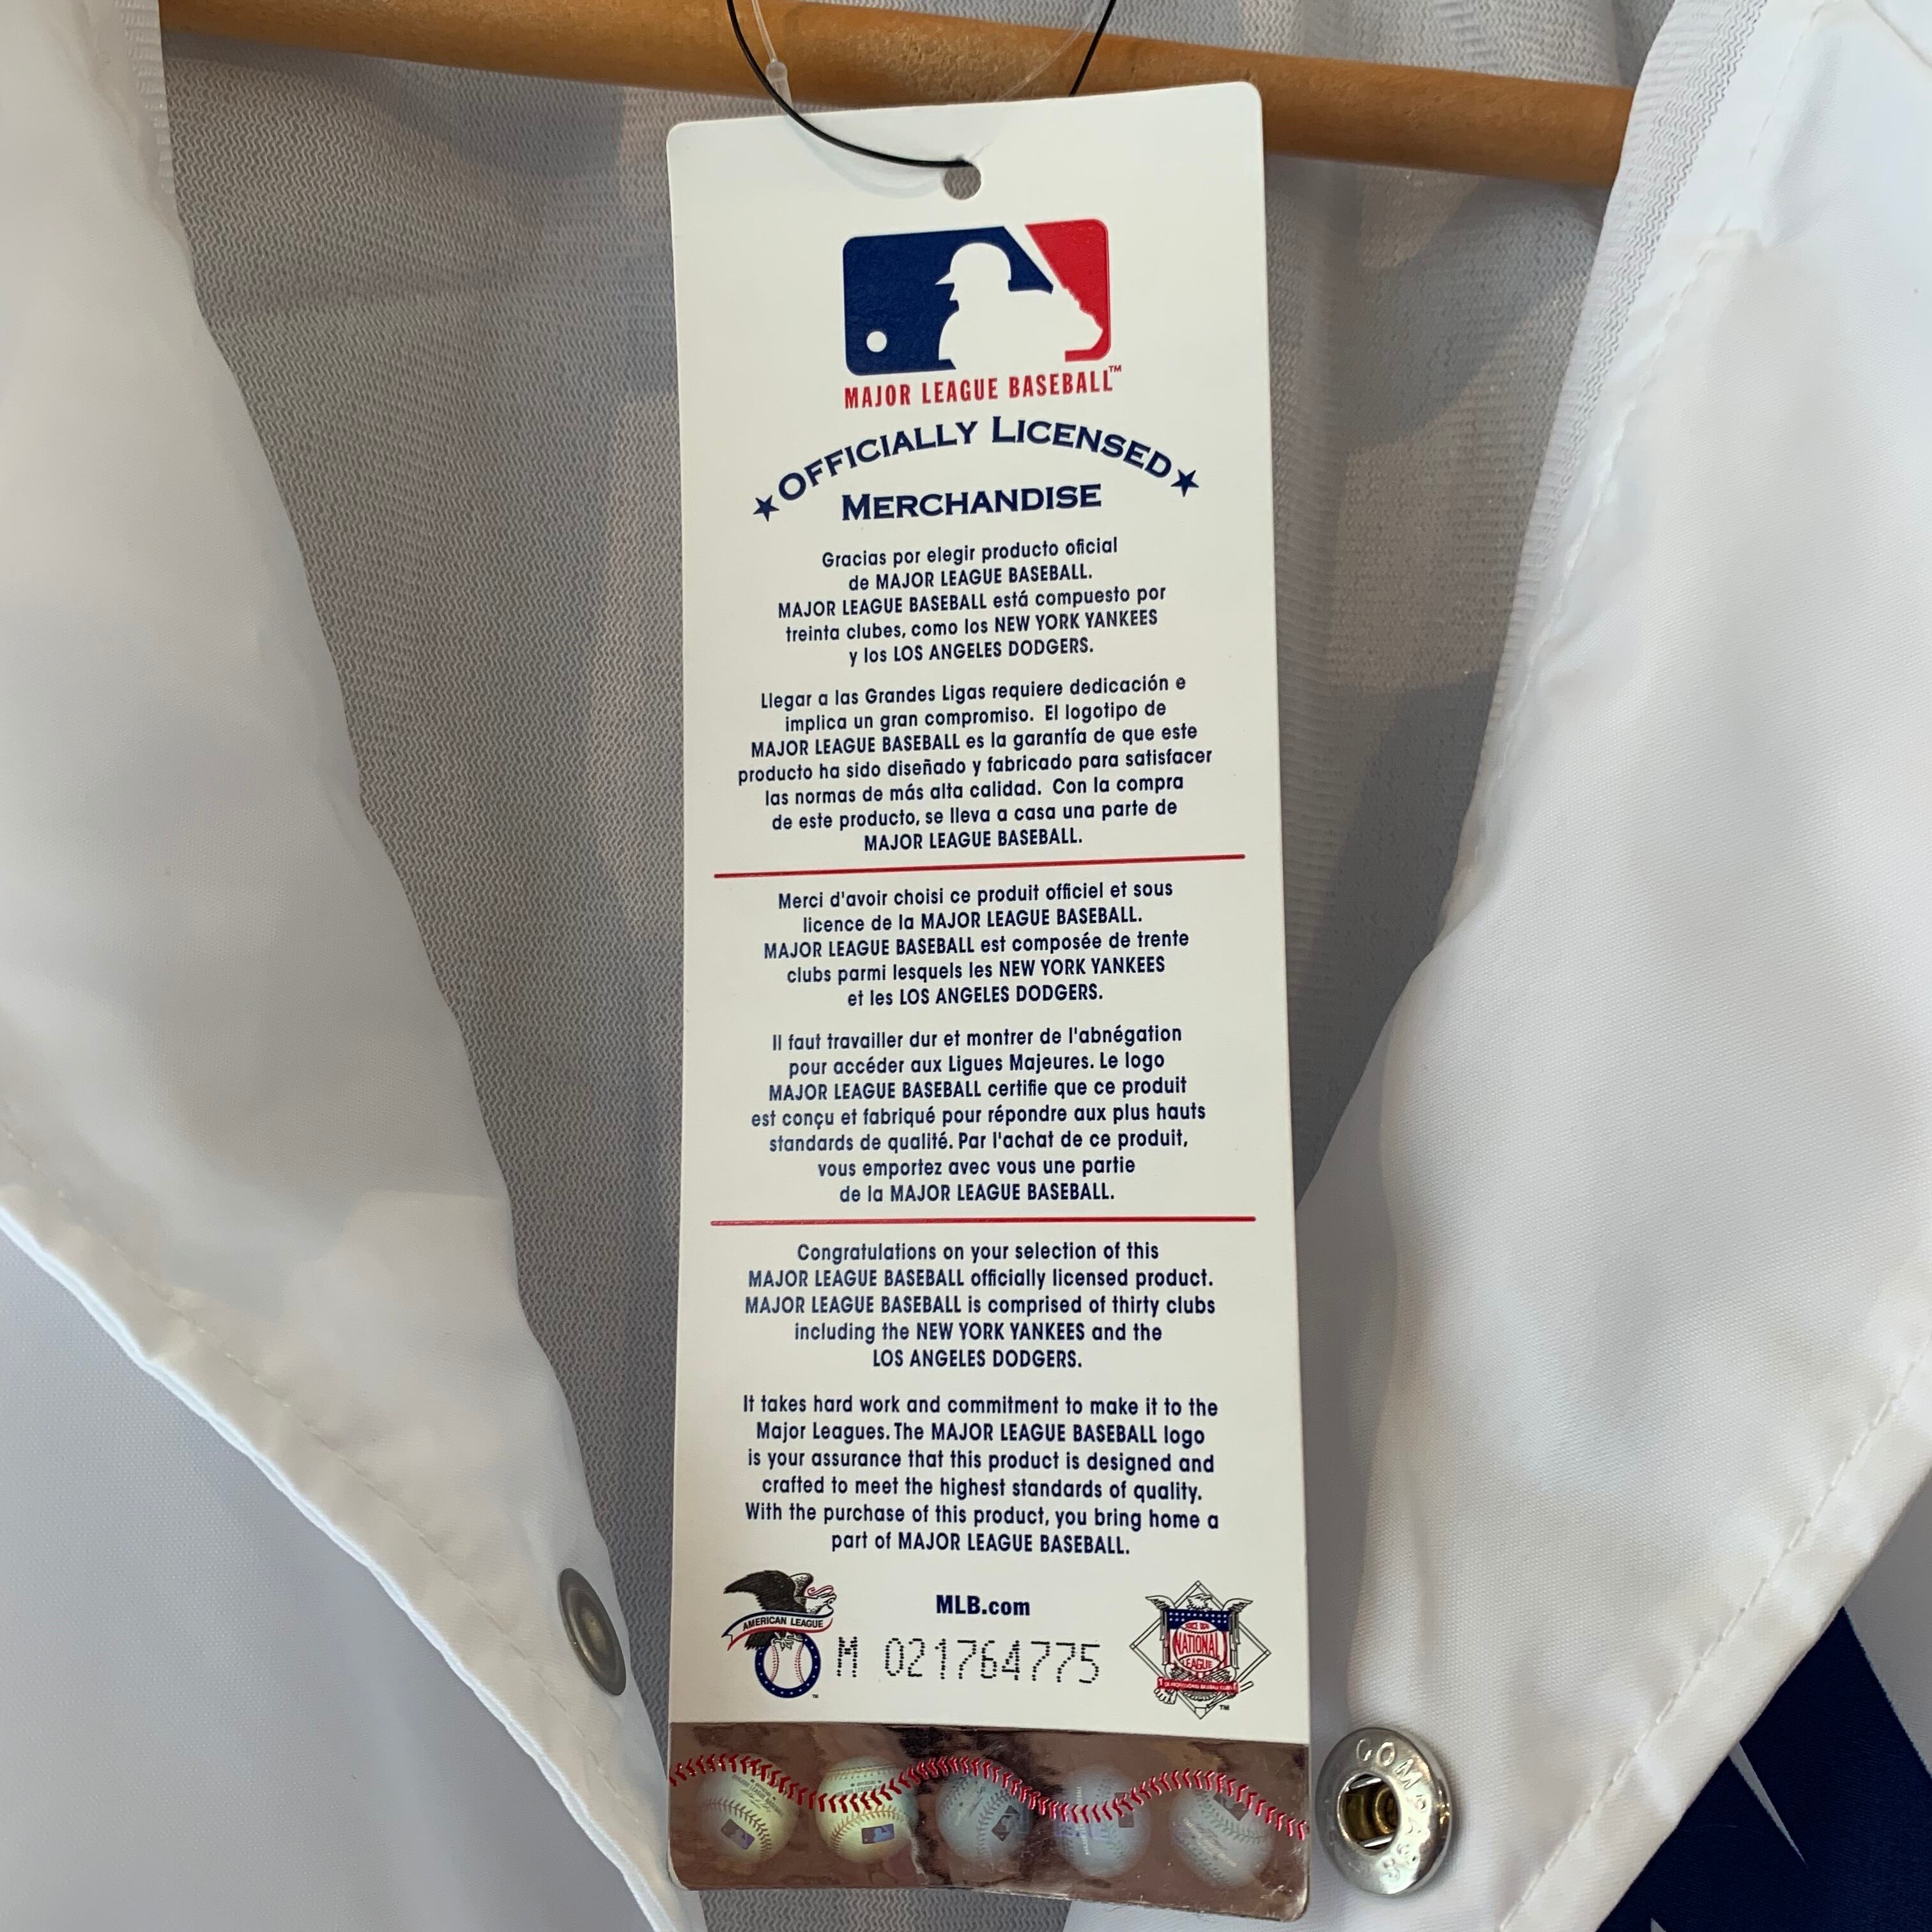 MAJOR LEAGUE BASEBALL™
★OFFICIALLY LICENSED★
MERCHANDISE
Gracias por elegir producto oficial
de MAJOR LEAGUE BASEBALL.
MAJOR LEAGUE BASEBALL está compuesto por
treinta clubes, como los NEW YORK YANKEES
y los LOS ANGELES DODGERS.
Llegar a las Grandes Ligas requiere dedicación e
implica un gran compromiso. El logotipo de
MAJOR LEAGUE BASEBALL es la garantía de que este
producto ha sido diseñado y fabricado para satisfacer
las normas de más alta calidad. Con la compra
de este producto, se lleva a casa una parte de
MAJOR LEAGUE BASEBALL.
Merci d'avoir choisi ce produit officiel et sous
licence de la MAJOR LEAGUE BASEBALL.
MAJOR LEAGUE BASEBALL est composée de trente
clubs parmi lesquels les NEW YORK YANKEES
et les LOS ANGELES DODGERS.
Il faut travailler dur et montrer de l'abnégation
pour accéder aux Ligues Majeures. Le logo
MAJOR LEAGUE BASEBALL certifie que ce produit
est conçu et fabriqué pour répondre aux plus hauts
standards de qualité. Par l'achat de ce produit,
vous emportez avec vous une partie
de la MAJOR LEAGUE BASEBALL.
Congratulations on your selection of this
MAJOR LEAGUE BASEBALL officially licensed product.
MAJOR LEAGUE BASEBALL is comprised of thirty clubs
including the NEW YORK YANKEES and the
LOS ANGELES DODGERS.
It takes hard work and commitment to make it to the
Major Leagues. The MAJOR LEAGUE BASEBALL logo
is your assurance that this product is designed and
crafted to meet the highest standards of quality.
With the purchase of this product, you bring home a
part of MAJOR LEAGUE BASEBALL.
MLB.com
AMERICAN LEAGUE
™
M 021764775
SINCE 1876
NATIONAL
LEAGUE
OF PROFESSIONAL BASEBALL CLUBS
™